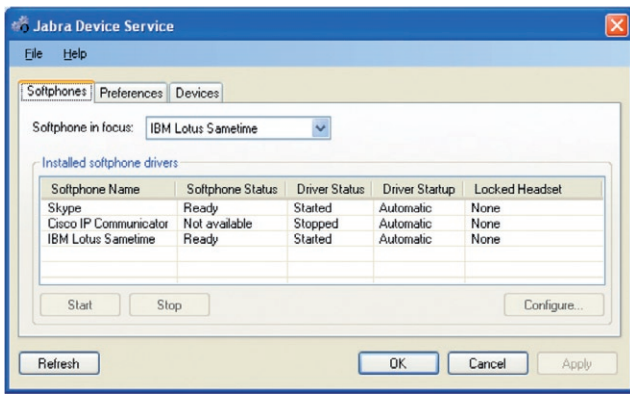 Jabra Device Service
File Help
Softphones Preferences Devices
Softphone in focus: IBM Lotus Sametime
Installed softphone drivers
Softphone Name Softphone Status Driver Status Driver Startup Locked Headset
Skype Ready Started Automatic None
Cisco IP Communicator Not available Stopped Automatic None
IBM Lotus Sametime Ready Started Automatic None
Start Stop Configure...
Refresh OK Cancel Apply